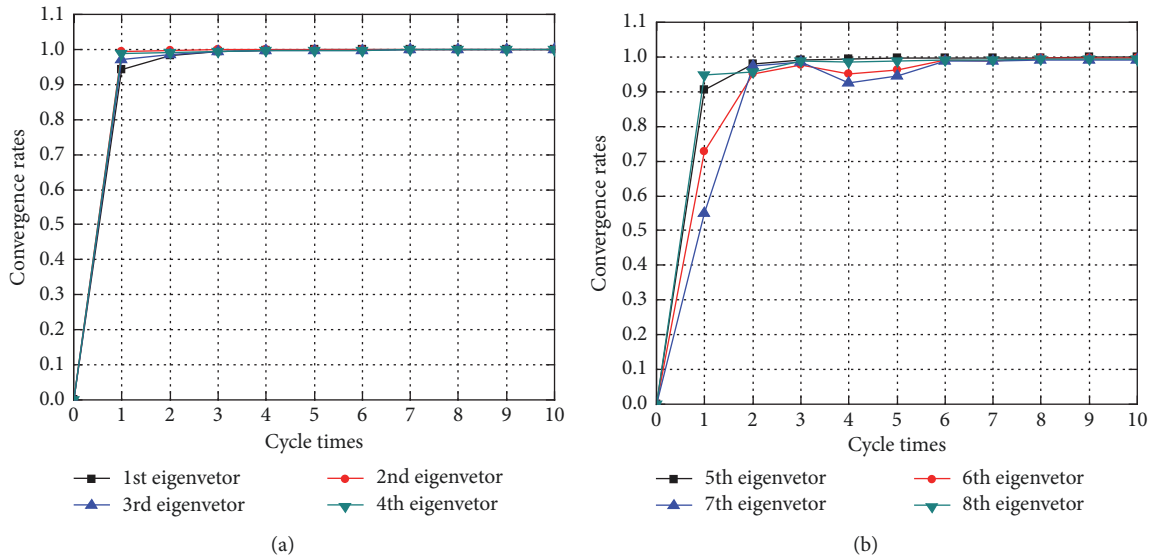 1.1
1.0
0.9
0.8
0.7
0.6
0.5
0.4
0.3
0.2
0.1
0.0
Convergence rates
0 1 2 3 4 5 6 7 8 9 10
Cycle times
1st eigenvetor 2nd eigenvetor
3rd eigenvetor 4th eigenvetor
(a)
1.1
1.0
0.9
0.8
0.7
0.6
0.5
0.4
0.3
0.2
0.1
0.0
Convergence rates
0 1 2 3 4 5 6 7 8 9 10
Cycle times
5th eigenvetor 6th eigenvetor
7th eigenvetor 8th eigenvetor
(b)